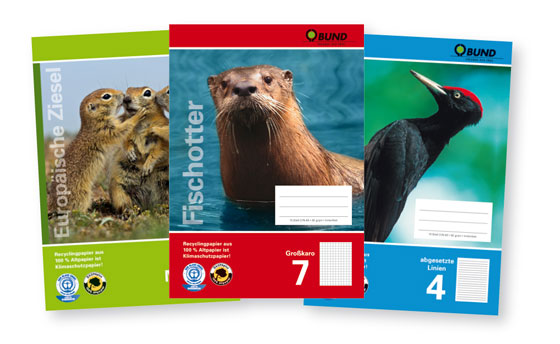 Europäische Ziesel
Recyclingpapier aus
100 % Altpapier ist
Klimaschutzpapier!
BUND
Fischotter
Recyclingpapier aus
100 % Altpapier ist
Klimaschutzpapier!
Großkaro
7
BUND
abgesetzte
Linien
4